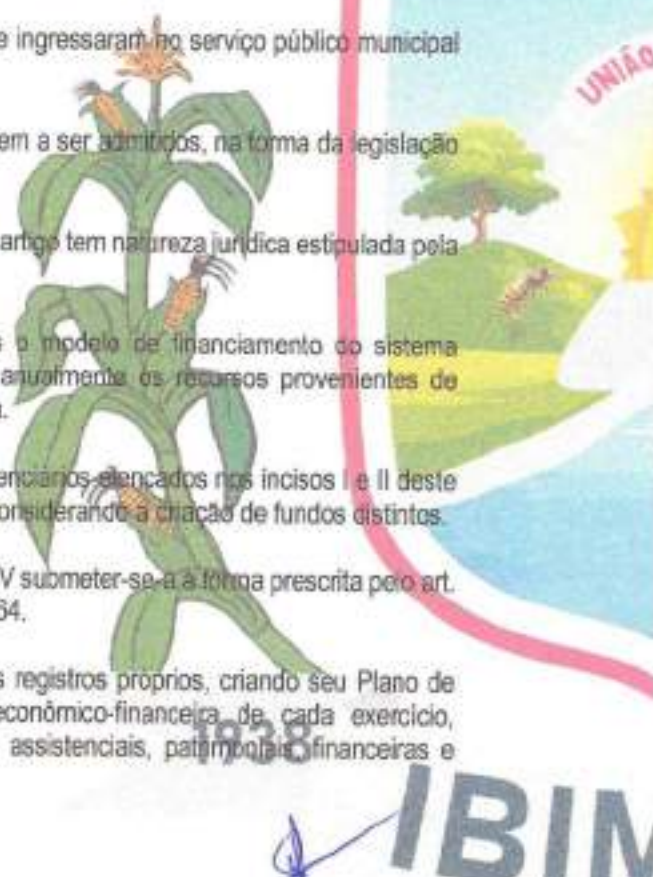 e ingressaram no serviço público municipal
em a ser admitidos, na forma da legislação
artigo tem natureza jurídica estipulada pela
s o modelo de financiamento do sistema
anualmente os recursos provenientes de
enciários elencados nos incisos I e II deste
onsiderando a criação de fundos distintos.
V submeter-se-á a forma prescrita pelo art.
64.
s registros próprios, criando seu Plano de
econômico-financeira de cada exercício,
assistenciais, patrimoniais, financeiras e
UNIÃO
1938
IBIM